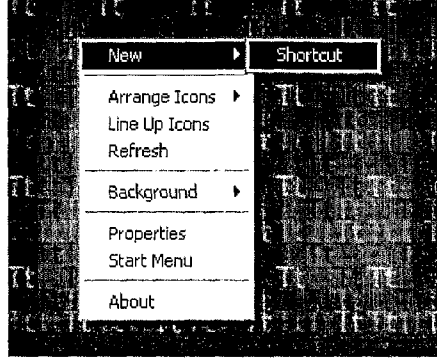 New
Shortcut
Arrange Icons
Line Up Icons
Refresh
Background
Properties
Start Menu
About